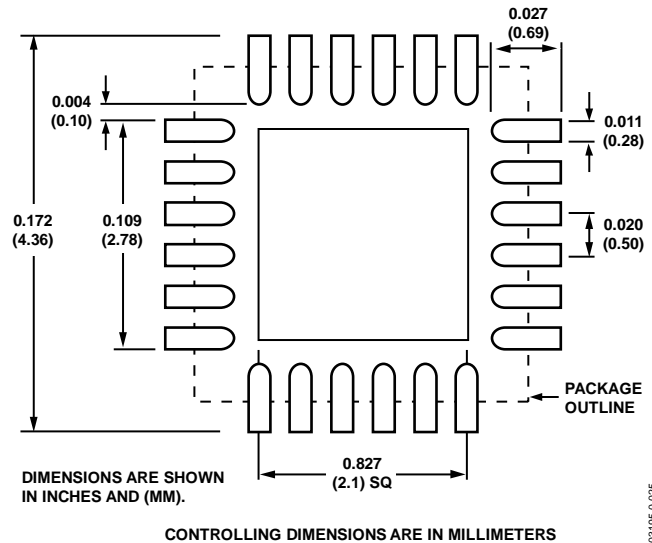 0.027
(0.69)
0.004
(0.10)
0.011
(0.28)
0.172
(4.36)
0.109
(2.78)
0.020
(0.50)
PACKAGE
OUTLINE
0.827
(2.1) SQ
DIMENSIONS ARE SHOWN
IN INCHES AND (MM).
CONTROLLING DIMENSIONS ARE IN MILLIMETERS